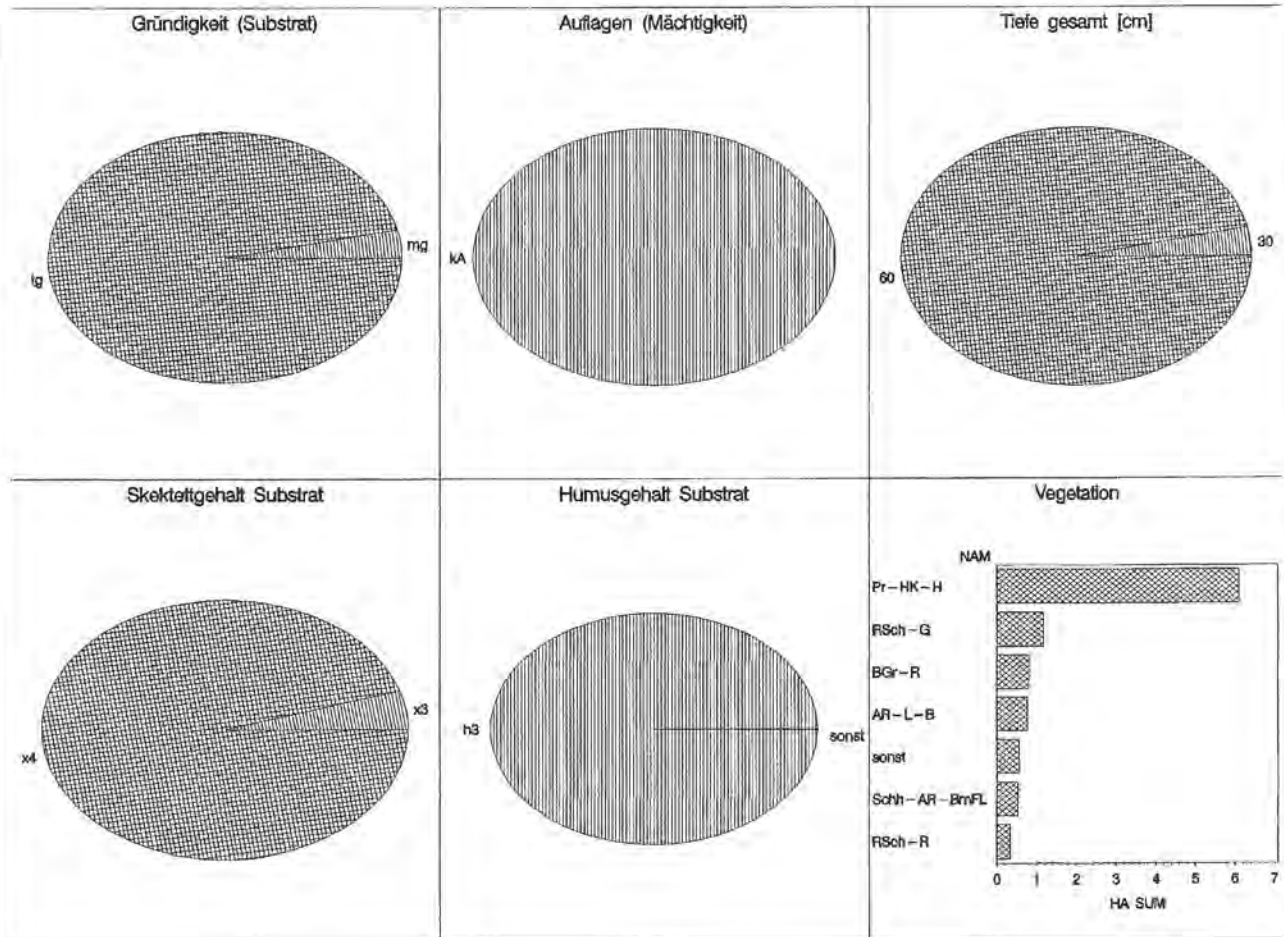 Gründigkeit (Substrat)
Auflagen (Mächtigkeit)
Tiefe gesamt [cm]
mg
kA
30
60
Skektettgehalt Substrat
Humusgehalt Substrat
Vegetation
NAM
Pr-HK-H
RSch-G
BGr-R
AR-L-B
sonst
Schh-AR-BmFL
RSch-R
x3
x4
h3
sonst
0 1 2 3 4 5 6 7
HA SUM